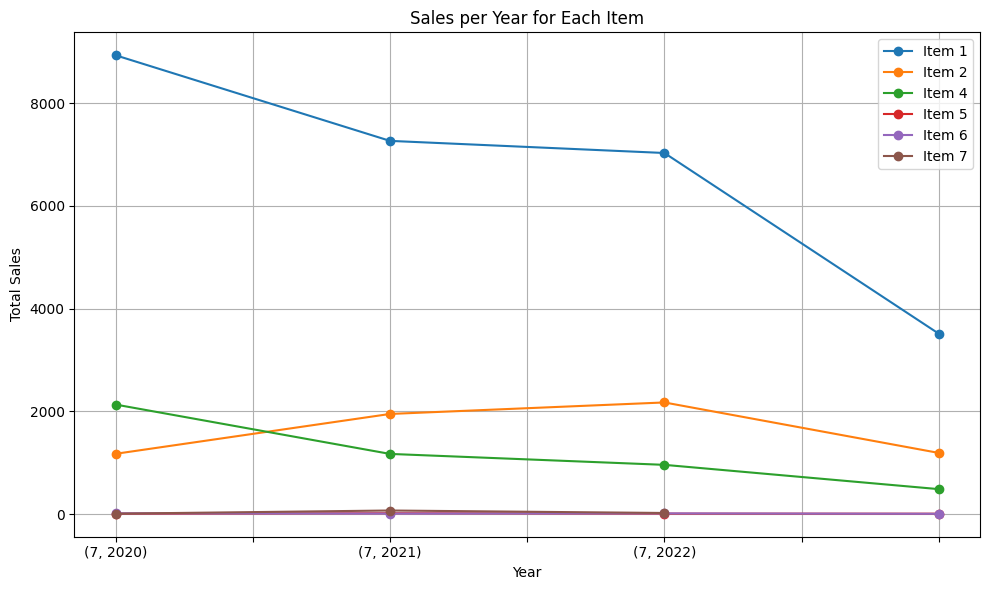 Sales per Year for Each Item
Item 1
Item 2
Item 4
Item 5
Item 6
Item 7
Total Sales
8000
6000
4000
2000
0
(7, 2020)
(7, 2021)
(7, 2022)
Year